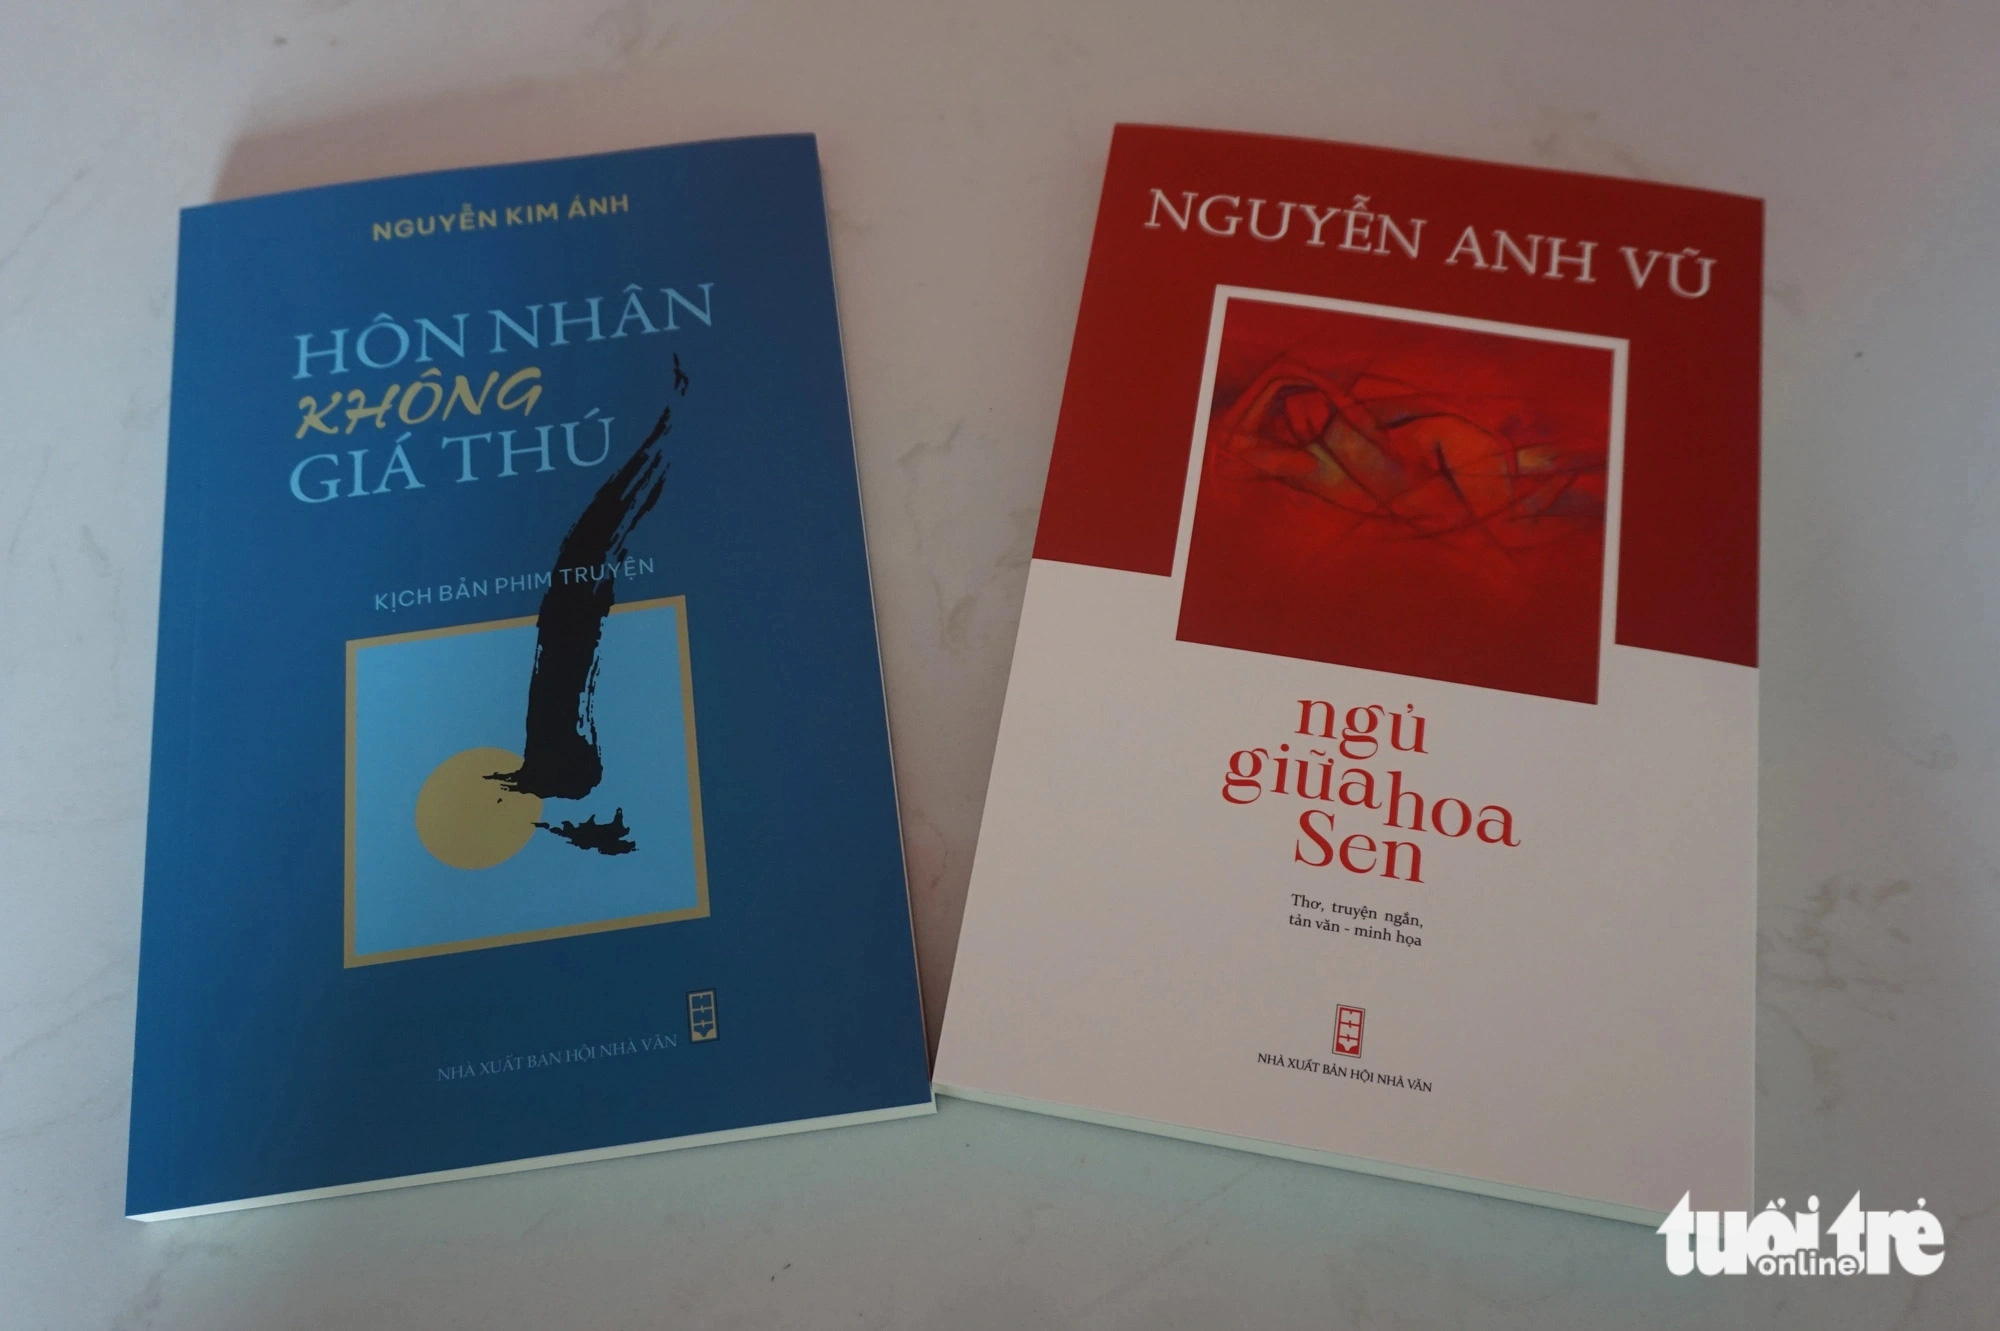 NGUYỄN KIM ÁNH
HÔN NHÂN
KHÔNG
GIÁ THÚ
KỊCH BẢN PHIM TRUYỆN
NHÀ XUẤT BẢN HỘI NHÀ VĂN
NGUYỄN ANH VŨ
ngủ
giữa hoa
Sen
Thơ, truyện ngắn,
tản văn - minh họa
HNV
NHÀ XUẤT BẢN HỘI NHÀ VĂN
tuổi trẻ
online